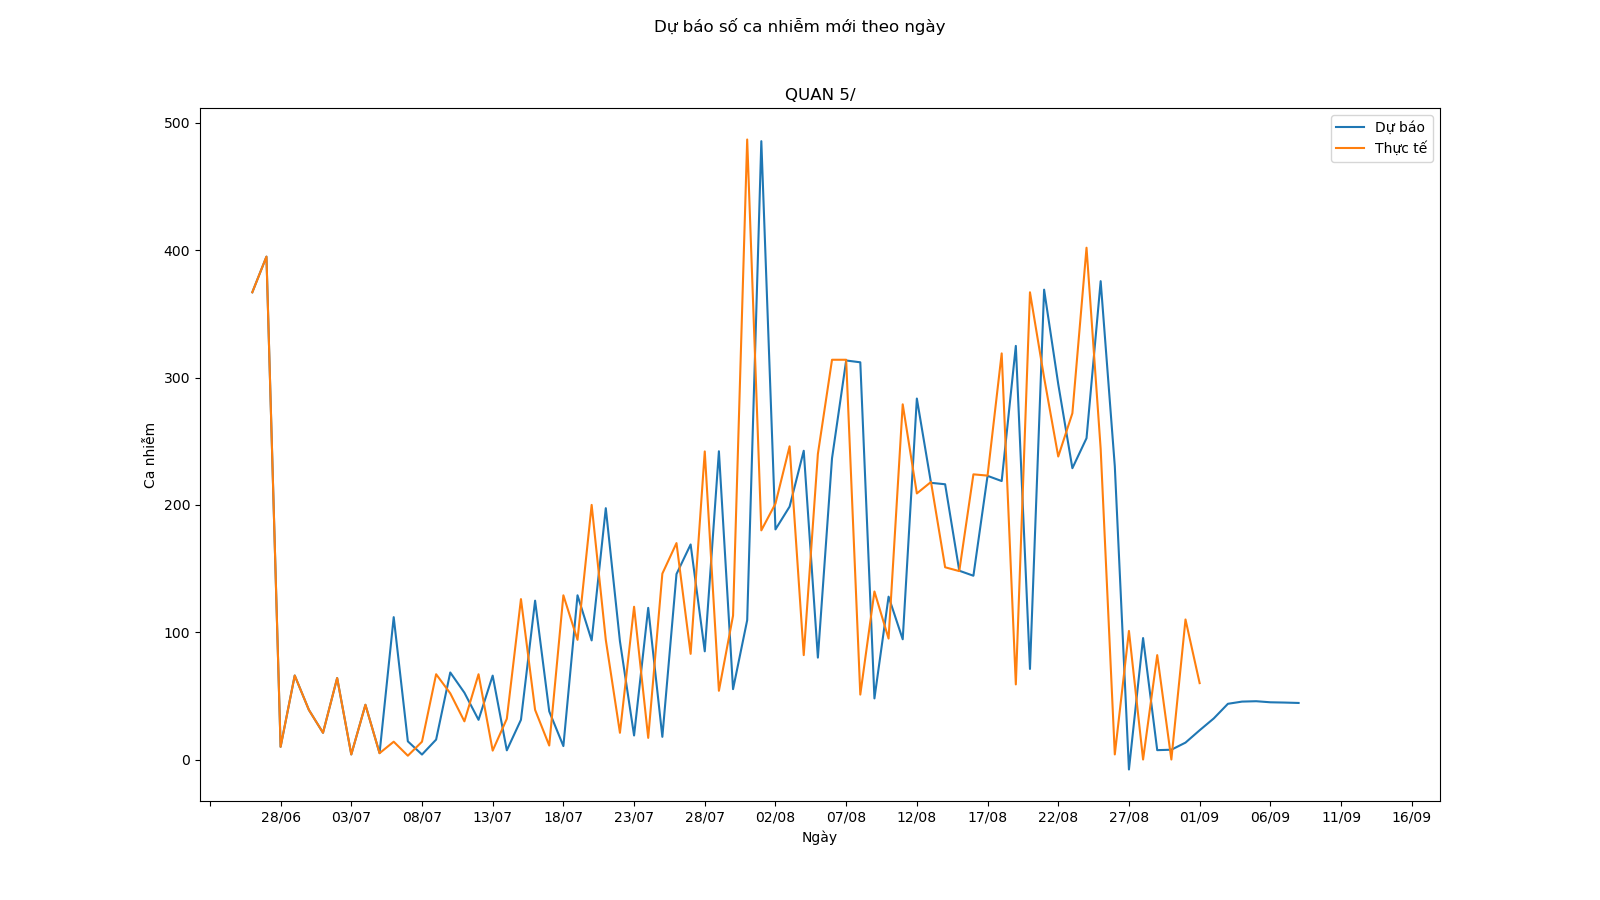 Dự báo số ca nhiễm mới theo ngày
QUAN 5/
Dự báo
Thực tế
500
400
300
200
100
0
Ca nhiễm
28/06 03/07 08/07 13/07 18/07 23/07 28/07 02/08 07/08 12/08 17/08 22/08 27/08 01/09 06/09 11/09 16/09
Ngày